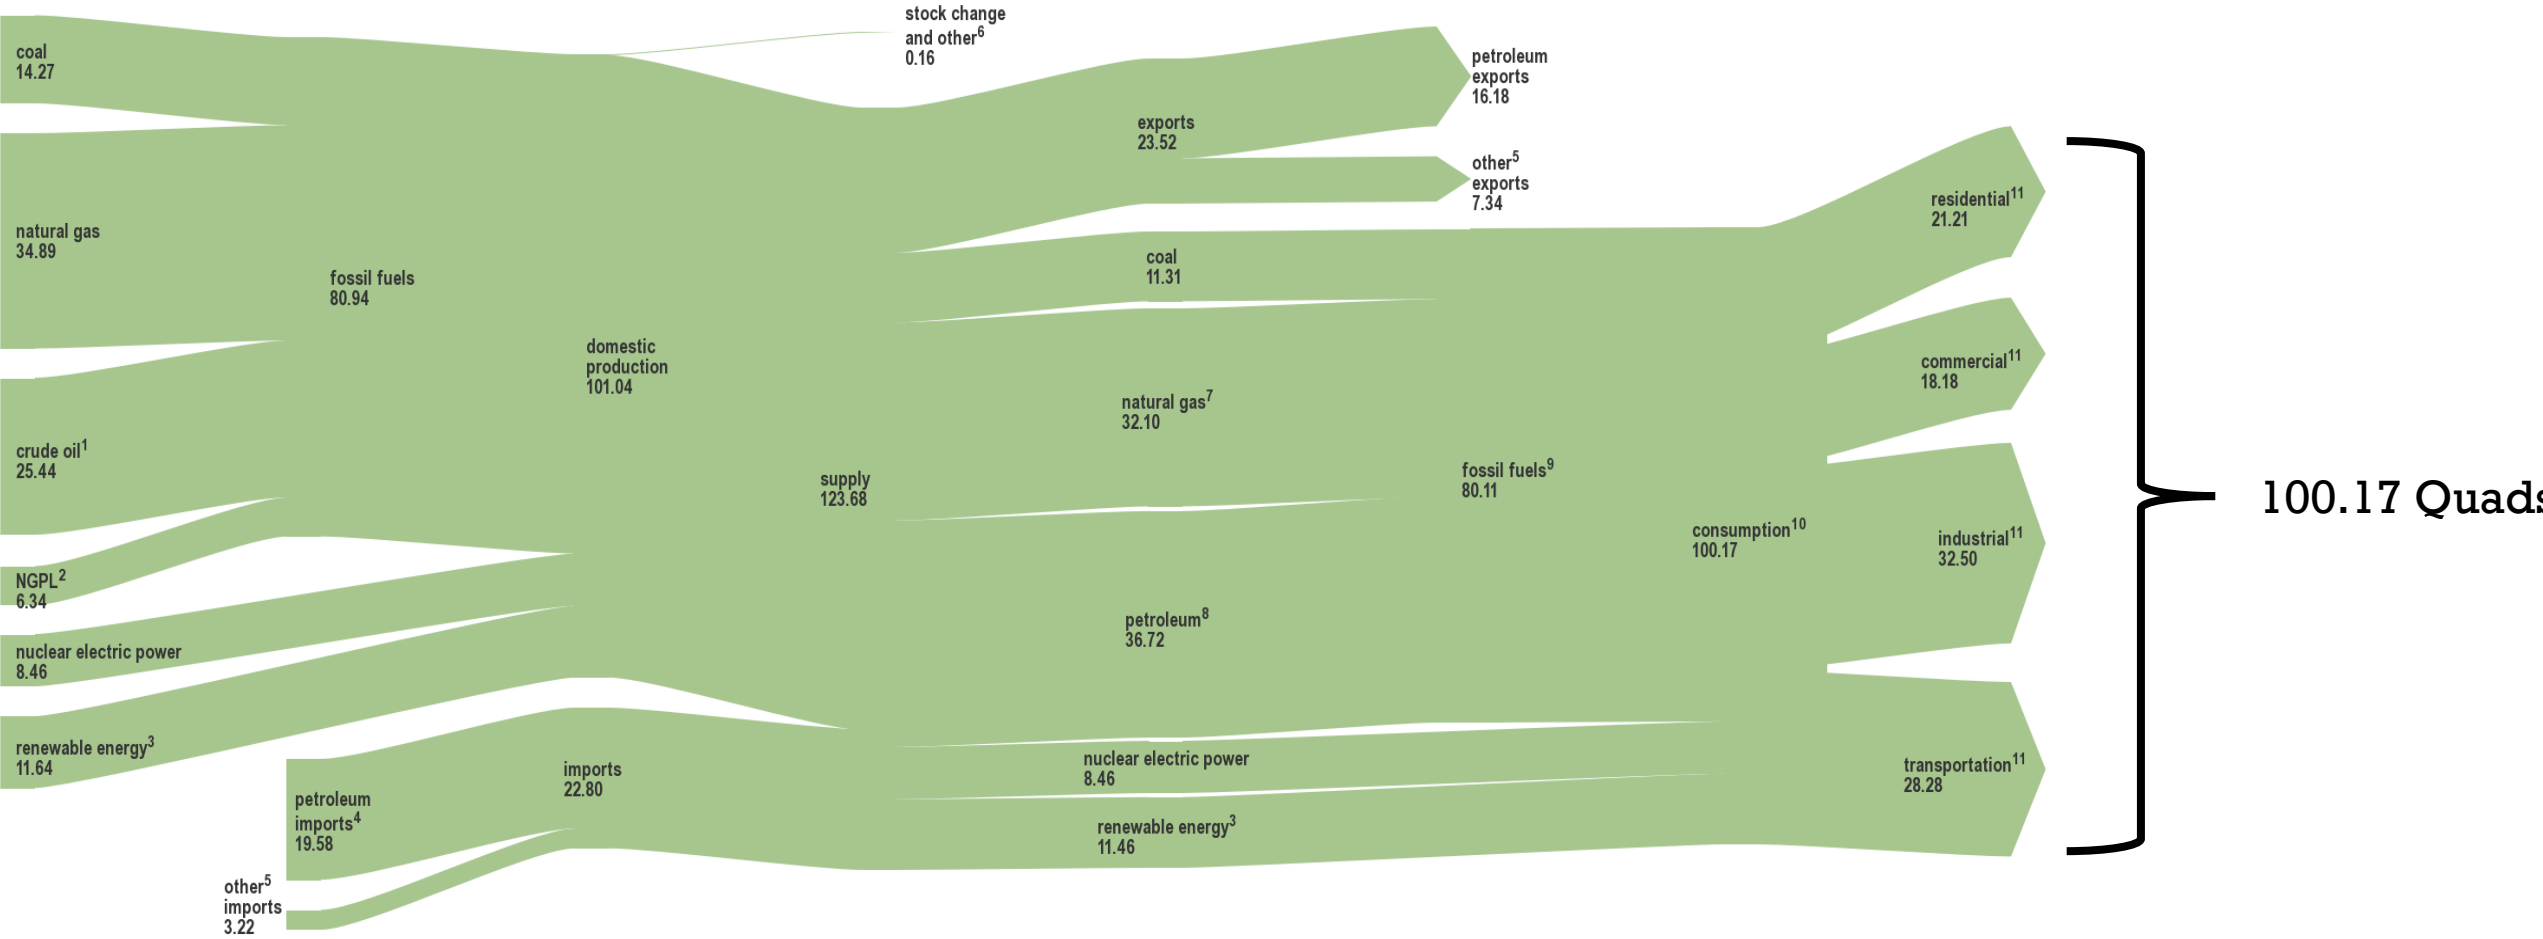 coal
14.27
natural gas
34.89
crude oil1
25.44
NGPL2
6.34
nuclear electric power
8.46
renewable energy3
11.64
fossil fuels
80.94
petroleum
imports4
19.58
other5
imports
3.22
domestic
production
101.04
imports
22.80
stock change
and other6
0.16
supply
123.68
exports
23.52
coal
11.31
natural gas7
32.10
petroleum8
36.72
nuclear electric power
8.46
renewable energy3
11.46
petroleum
exports
16.18
other5
exports
7.34
fossil fuels9
80.11
consumption10
100.17
residential11
21.21
commercial11
18.18
industrial11
32.50
transportation11
28.28
100.17 Quads